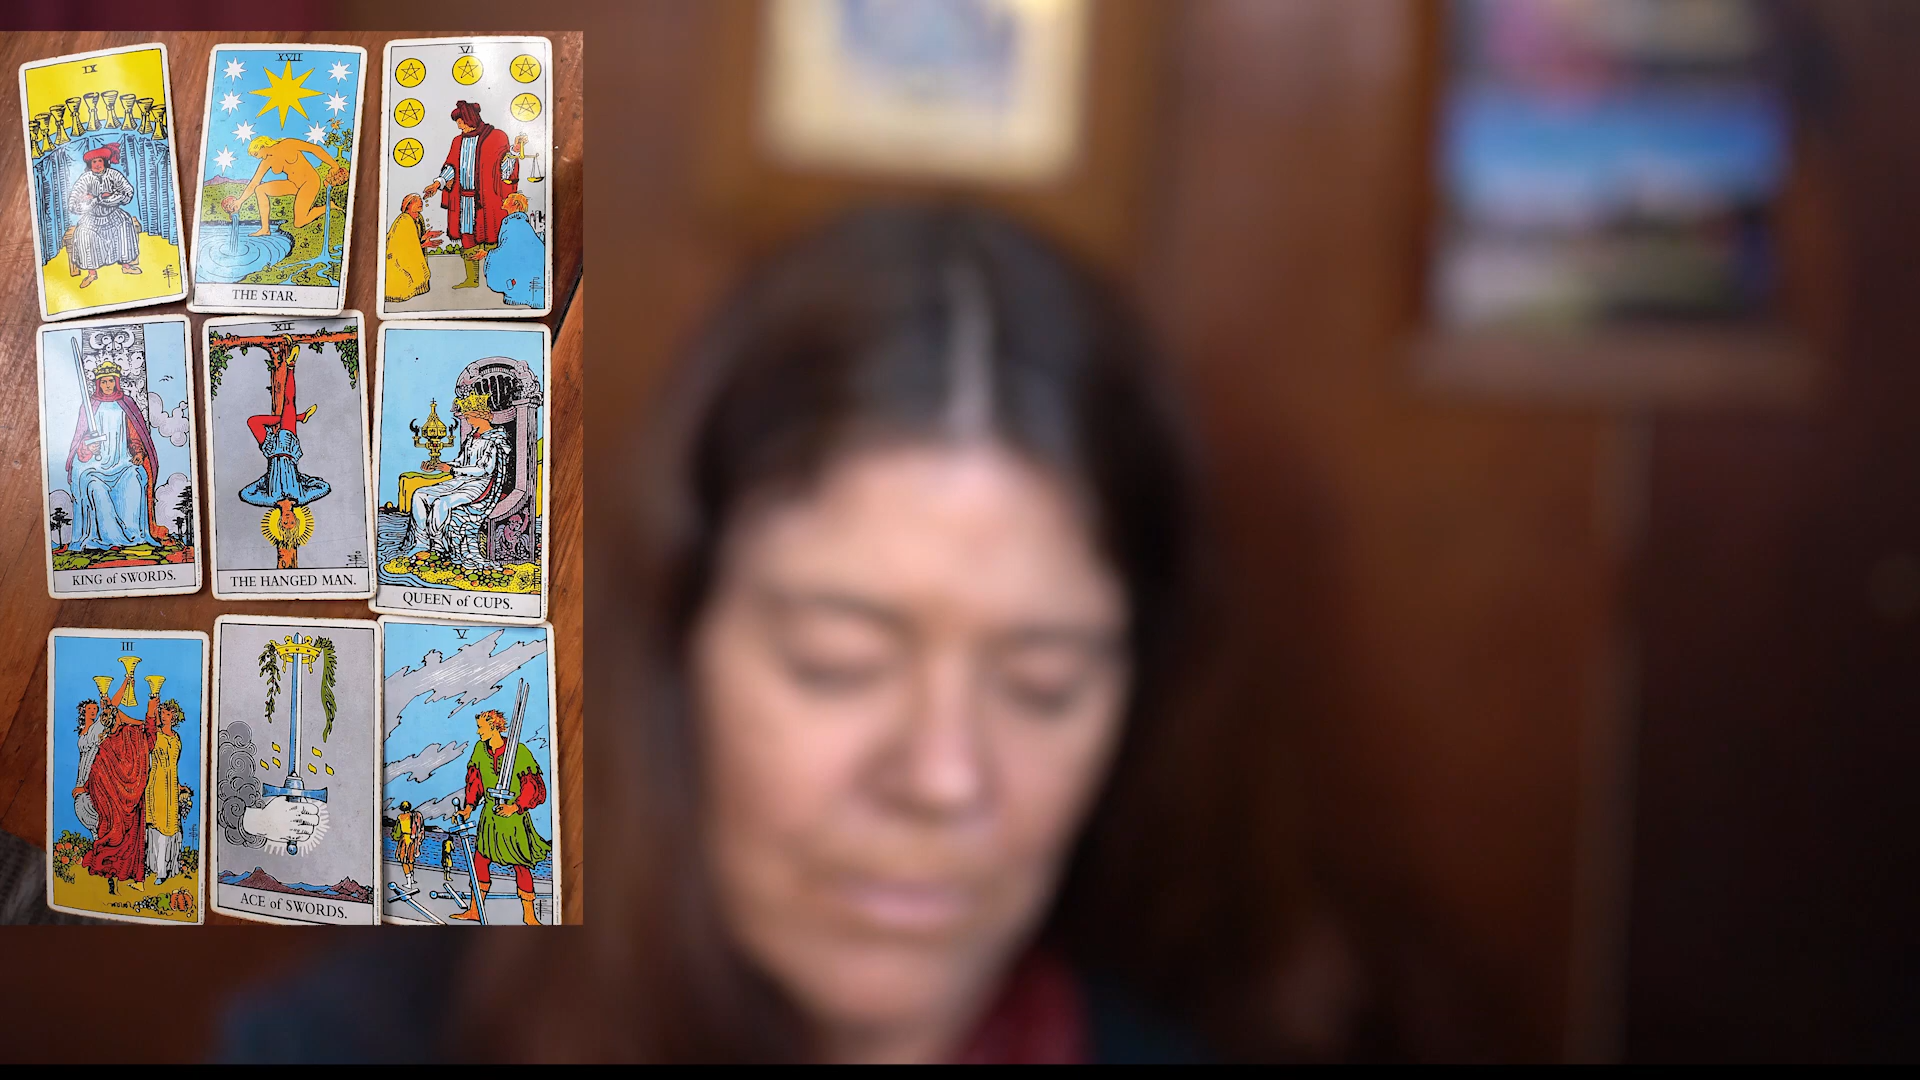 IX
XVII
THE STAR.
VI
KING of SWORDS.
XII
THE HANGED MAN.
QUEEN of CUPS.
III
ACE of SWORDS.
V